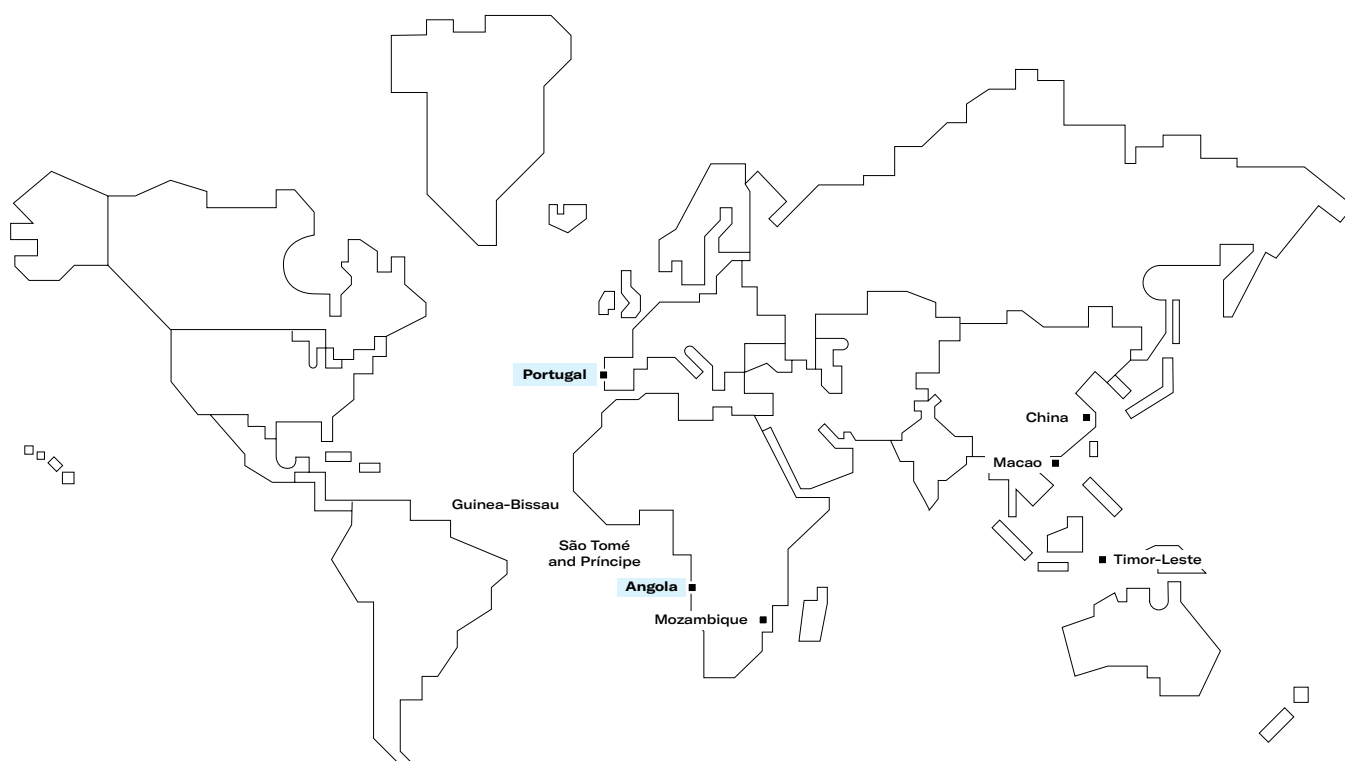 Portugal
China
Macao
Guinea-Bissau
São Tomé
and Príncipe
Timor-Leste
Angola
Mozambique